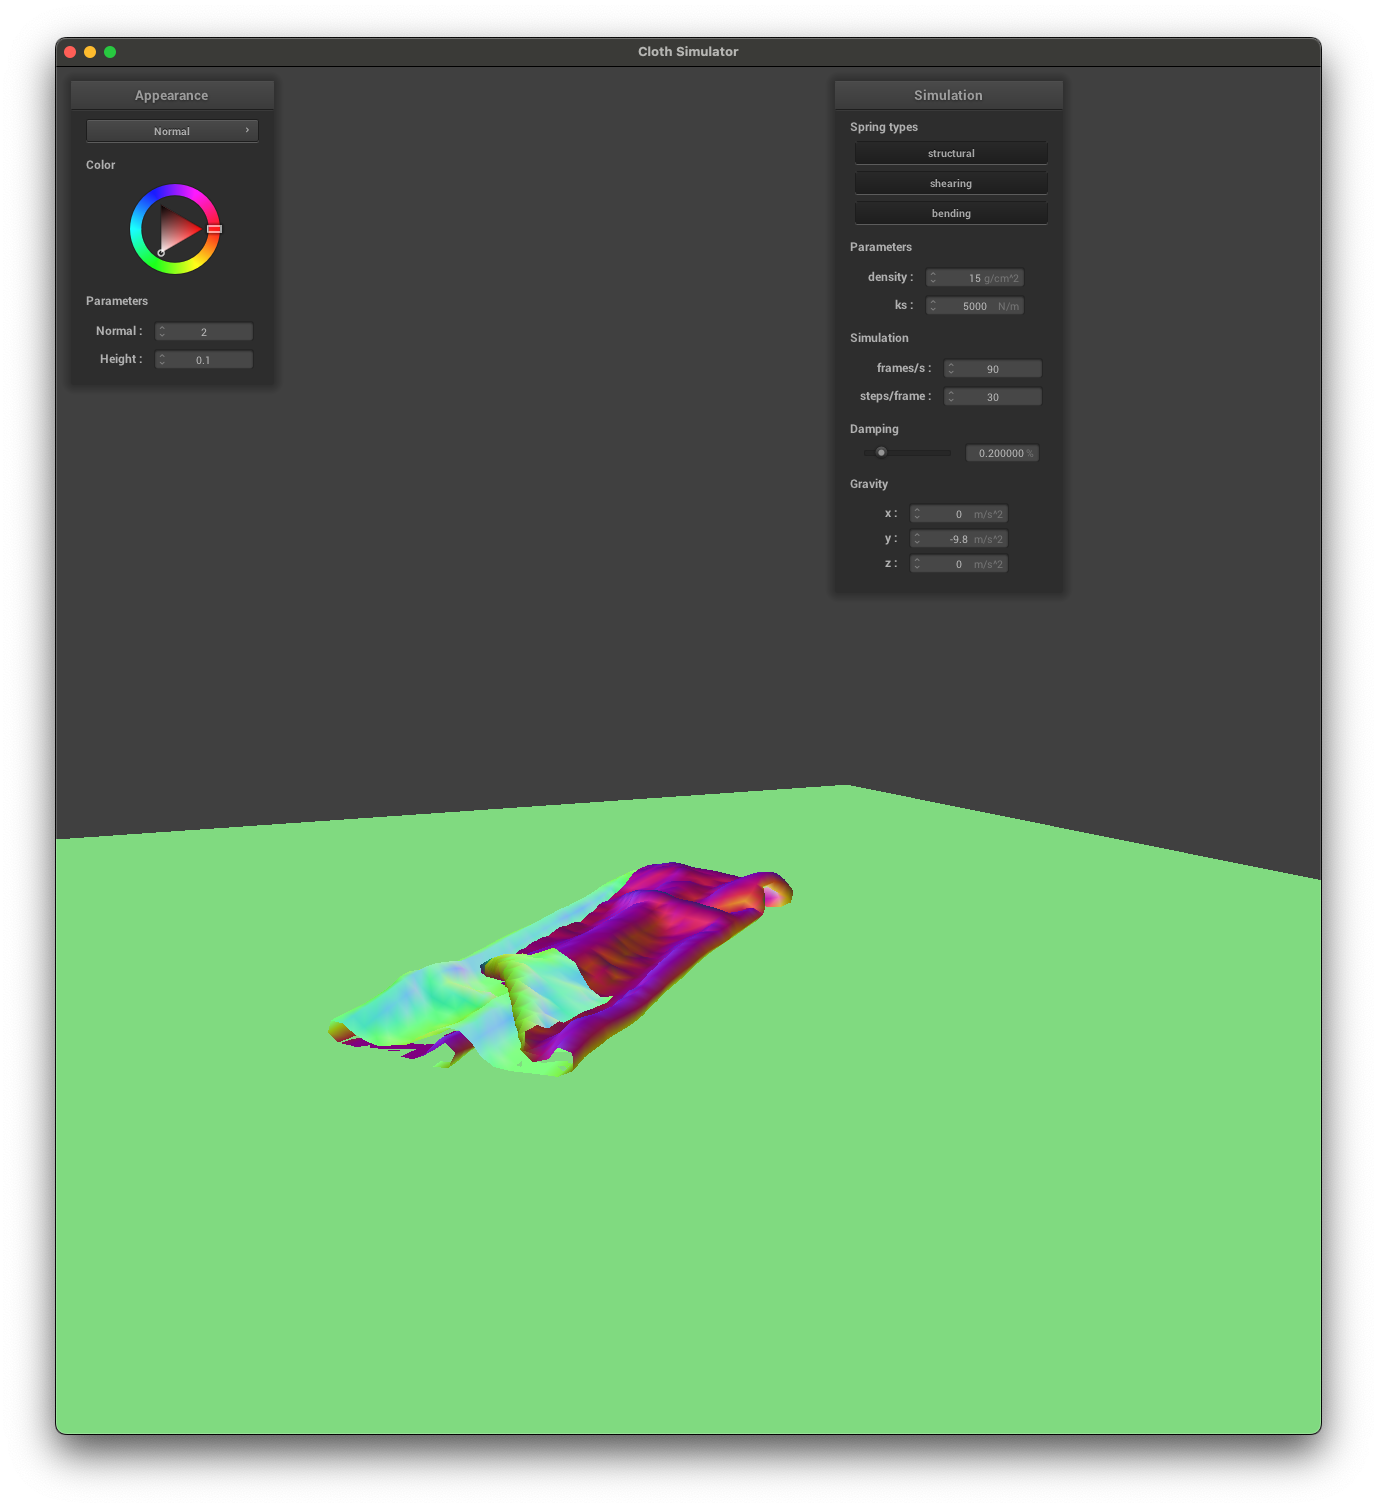 Cloth Simulator
Appearance
Normal
Color
Parameters
Normal : 2
Height : 0.1
Simulation
Spring types
structural
shearing
bending
Parameters
density : 15 g/cm^2
ks : 5000 N/m
Simulation
frames/s : 90
steps/frame : 30
Damping
0.200000 %
Gravity
x : 0 m/s^2
y : -9.8 m/s^2
z : 0 m/s^2